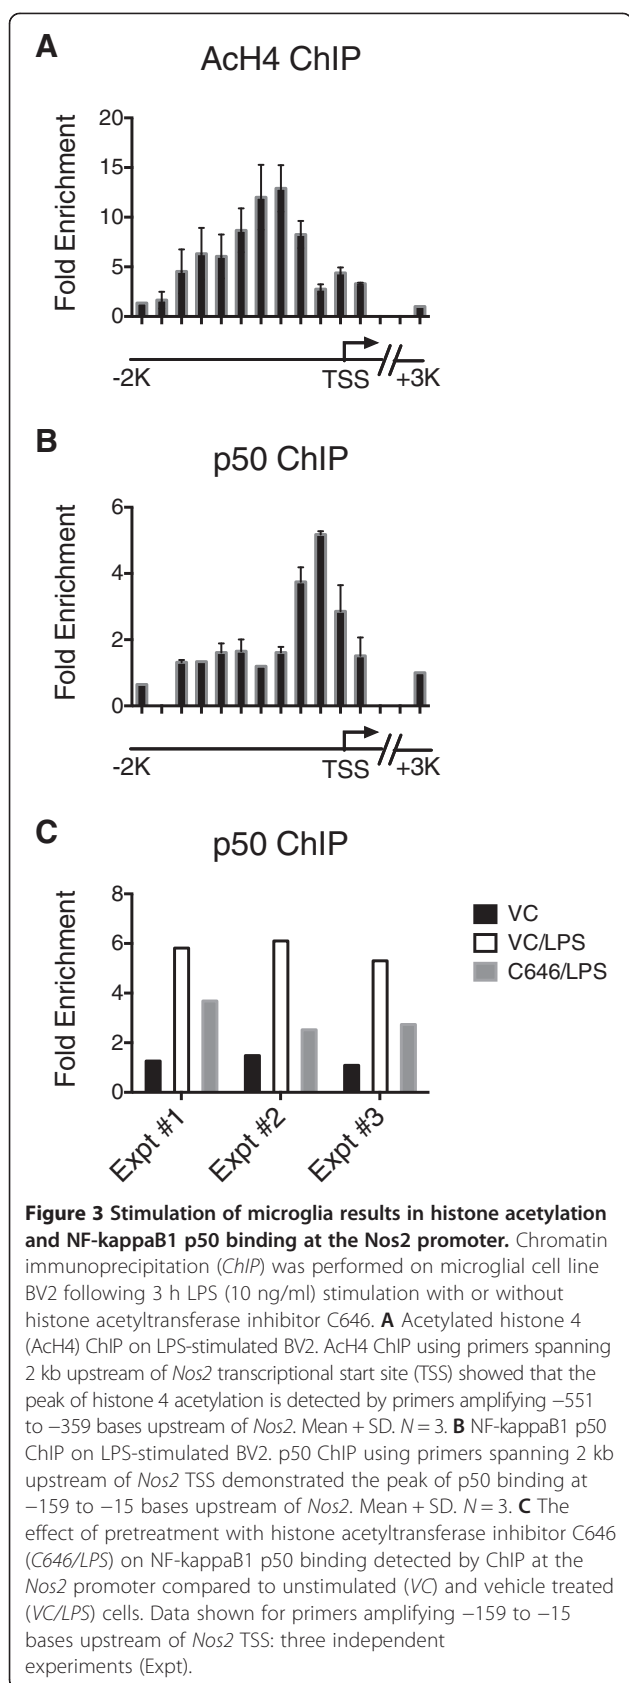 A
AcH4 ChIP
Fold Enrichment
20
15
10
5
0
-2K
TSS
+3K
B
p50 ChIP
Fold Enrichment
6
4
2
0
-2K
TSS
+3K
C
p50 ChIP
Fold Enrichment
8
6
4
2
0
VC
VC/LPS
C646/LPS
Expt #1
Expt #2
Expt #3
Figure 3 Stimulation of microglia results in histone acetylation
and NF-kappaB1 p50 binding at the Nos2 promoter. Chromatin
immunoprecipitation (ChIP) was performed on microglial cell line
BV2 following 3 h LPS (10 ng/ml) stimulation with or without
histone acetyltransferase inhibitor C646. A Acetylated histone 4
(AcH4) ChIP on LPS-stimulated BV2. AcH4 ChIP using primers spanning
2 kb upstream of Nos2 transcriptional start site (TSS) showed that the
peak of histone 4 acetylation is detected by primers amplifying −551
to −359 bases upstream of Nos2. Mean + SD. N = 3. B NF-kappaB1 p50
ChIP on LPS-stimulated BV2. p50 ChIP using primers spanning 2 kb
upstream of Nos2 TSS demonstrated the peak of p50 binding at
−159 to −15 bases upstream of Nos2. Mean + SD. N = 3. C The
effect of pretreatment with histone acetyltransferase inhibitor C646
(C646/LPS) on NF-kappaB1 p50 binding detected by ChIP at the
Nos2 promoter compared to unstimulated (VC) and vehicle treated
(VC/LPS) cells. Data shown for primers amplifying −159 to −15
bases upstream of Nos2 TSS: three independent
experiments (Expt).